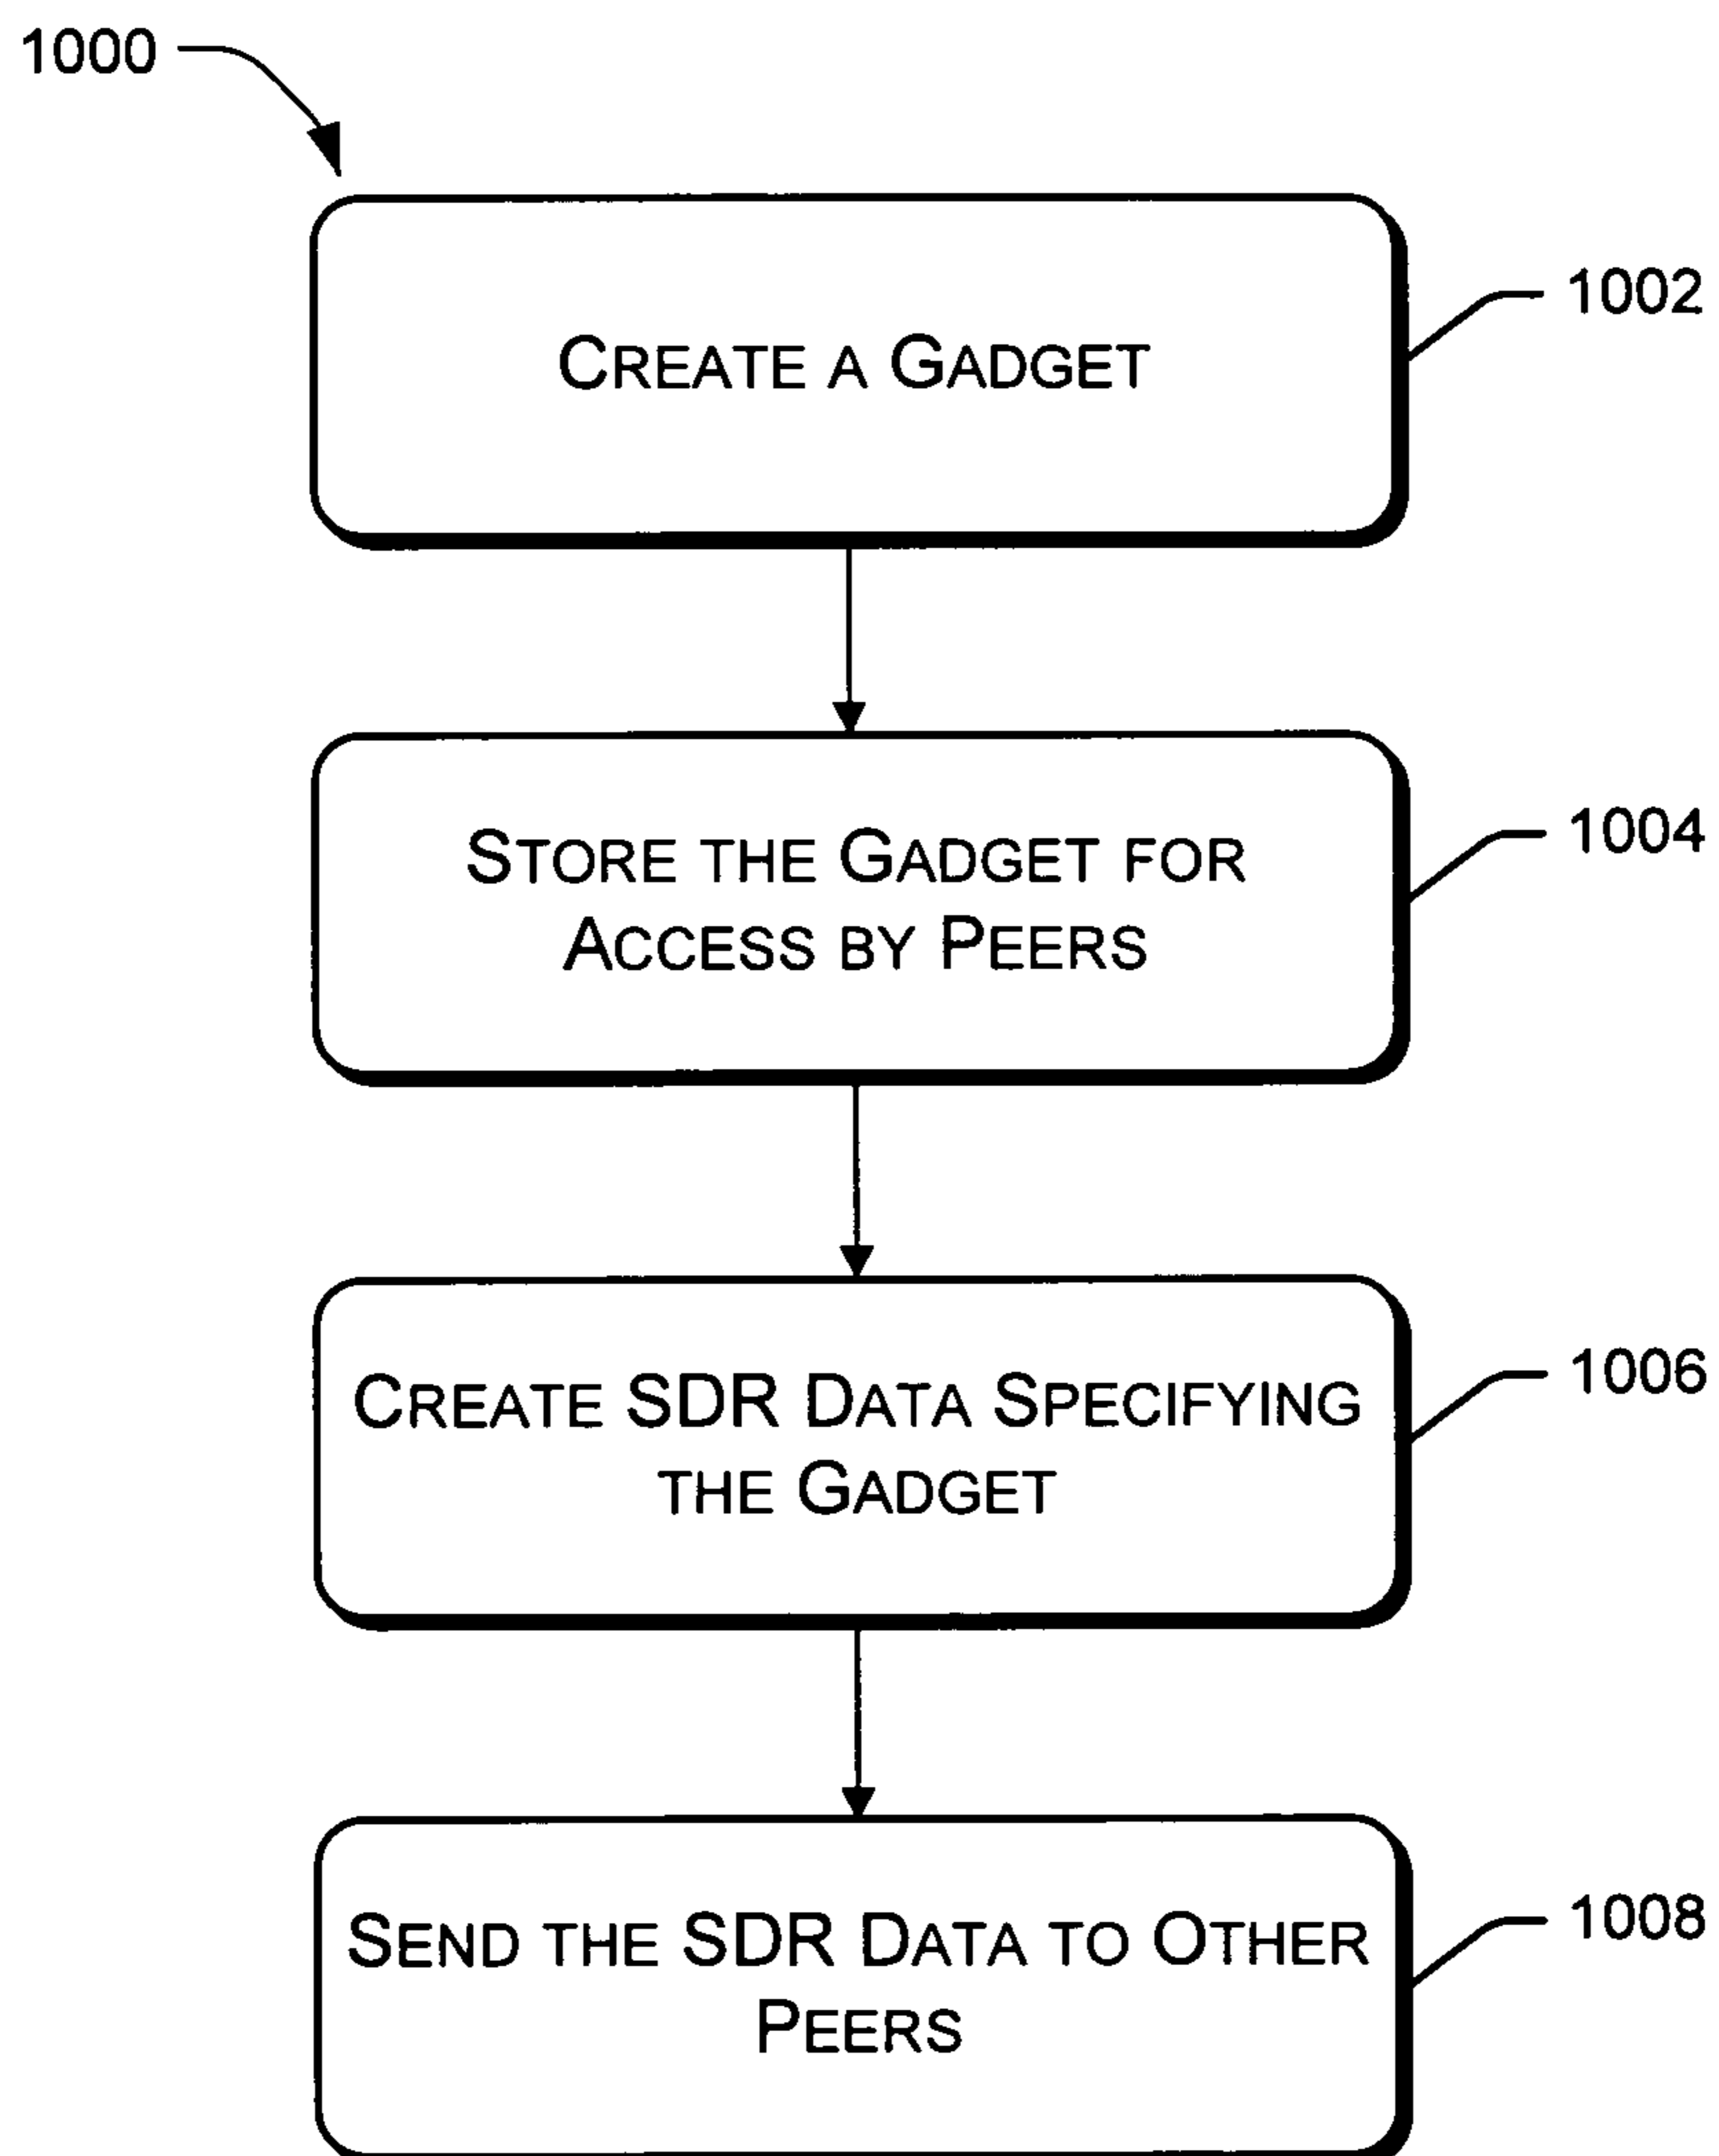 1000
CREATE A GADGET
1002
STORE THE GADGET FOR
ACCESS BY PEERS
1004
CREATE SDR DATA SPECIFYING
THE GADGET
1006
SEND THE SDR DATA TO OTHER
PEERS
1008